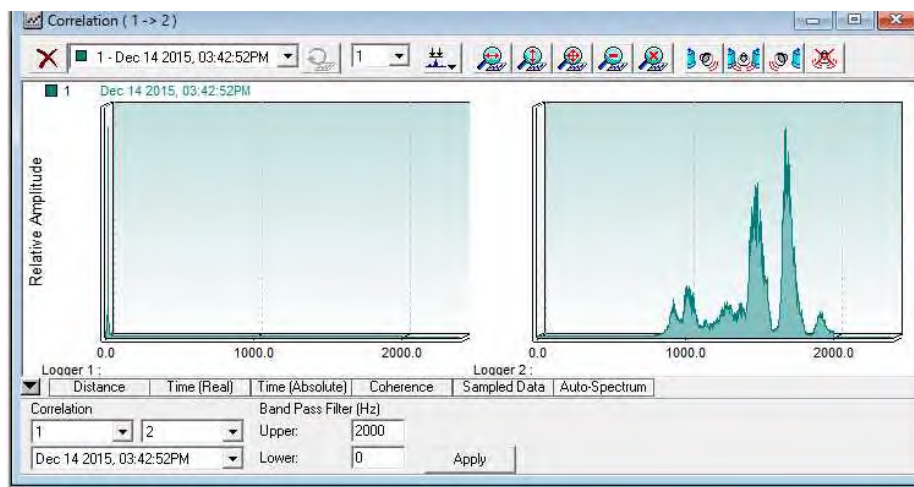 Correlation ( 1 -> 2 )
1 - Dec 14 2015, 03:42:52PM 1
1 Dec 14 2015, 03:42:52PM
Relative Amplitude
0.0 1000.0 2000.0 0.0 1000.0 2000.0
Logger 1 : Logger 2 :
Distance Time (Real) Time (Absolute) Coherence Sampled Data Auto-Spectrum
Correlation Band Pass Filter (Hz)
1 2 Upper: 2000
Dec 14 2015, 03:42:52PM Lower: 0 Apply